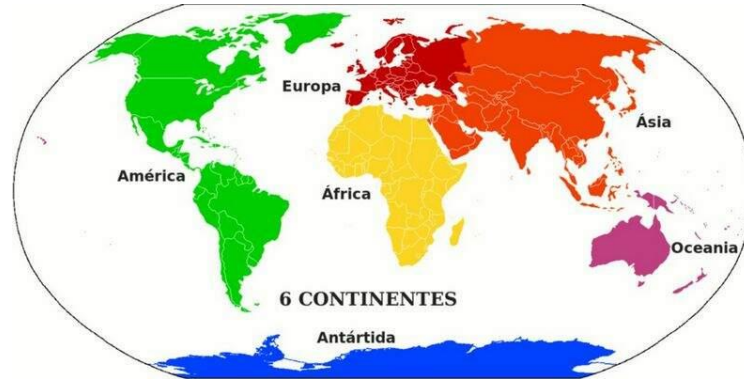 Europa
Ásia
América
África
Oceania
6 CONTINENTES
Antártida